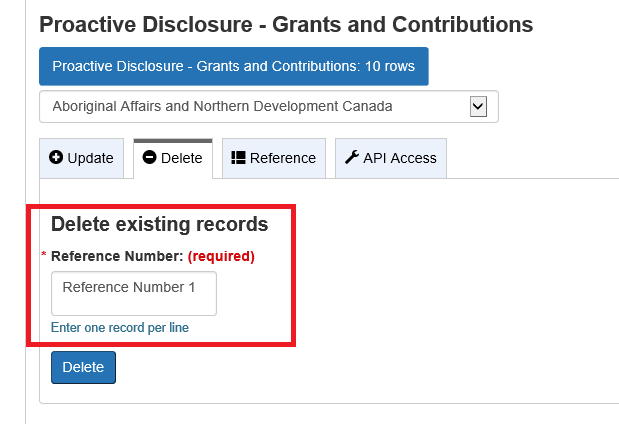 Proactive Disclosure - Grants and Contributions
Proactive Disclosure - Grants and Contributions: 10 rows
Aboriginal Affairs and Northern Development Canada
Update Delete Reference API Access
Delete existing records
* Reference Number: (required)
Reference Number 1
Enter one record per line
Delete